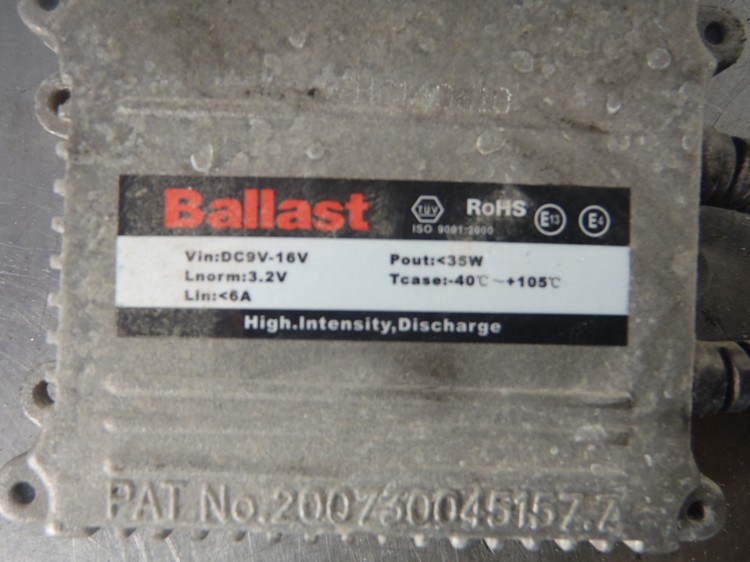 Ballast TUV RoHS E13 E4
ISO 9001:2000
Vin:DC9V-16V Pout:<35W
Lnorm:3.2V Tcase:-40℃~+105℃
Lin:<6A
High.Intensity,Discharge
PAT No.200730045157.7